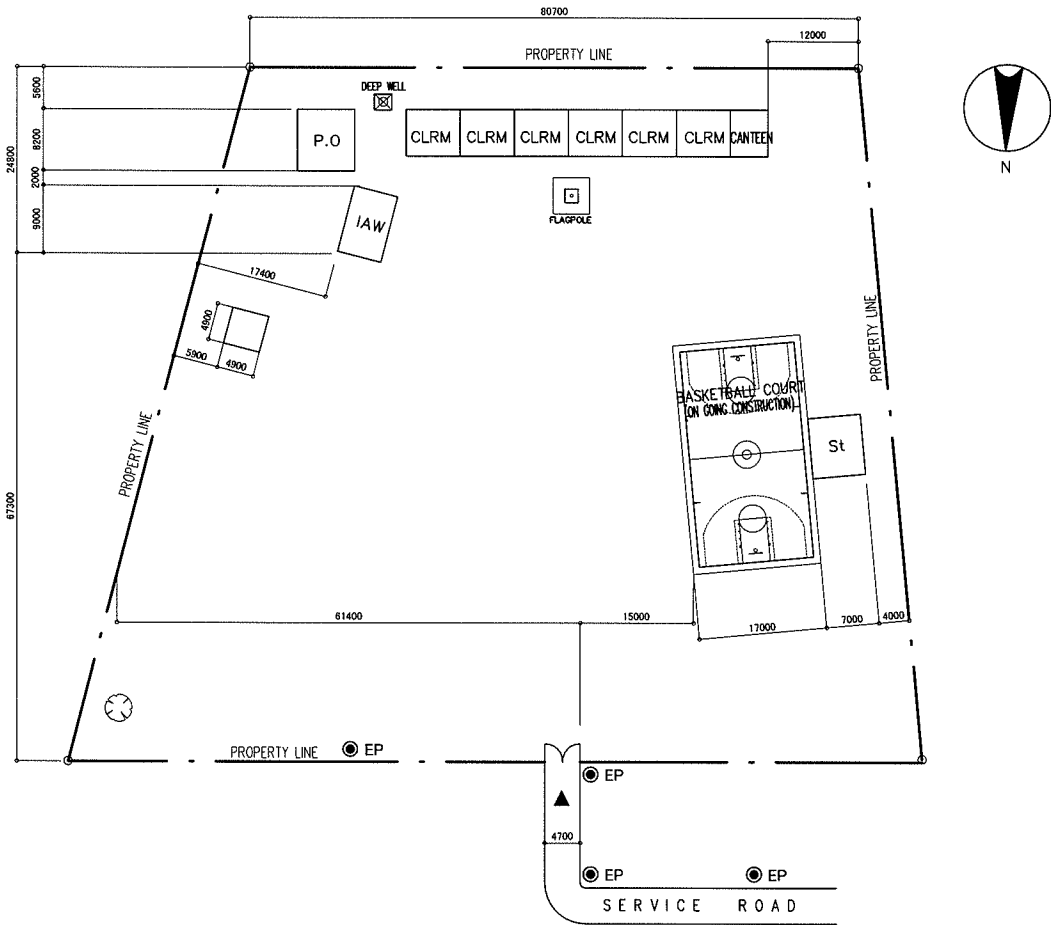 80700
12000
PROPERTY LINE
5600
DEEP WELL
8200
P.O
CLRM CLRM CLRM CLRM CLRM CLRM CANTEEN
N
24800
2000
9000
IAW
FLAGPOLE
17400
4900
5900
4900
PROPERTY LINE
BASKETBALL COURT
(ON GOING CONSTRUCTION)
St
PROPERTY LINE
67300
61400
15000
17000
7000
4000
PROPERTY LINE
EP
EP
4700
EP
EP
SERVICE ROAD